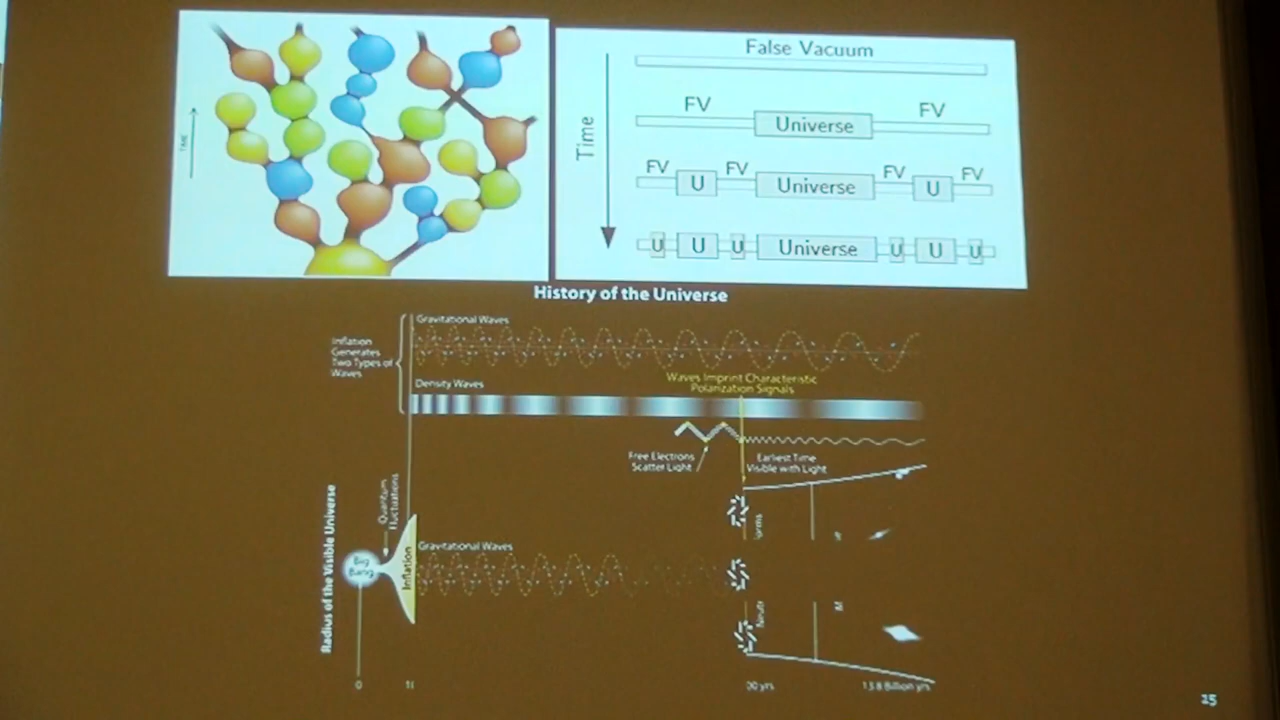 TIME
False Vacuum
Time
FV
FV
Universe
FV
FV
FV
FV
U
Universe
U
U
U
U
Universe
U
U
U
History of the Universe
Inflation
Generates
Two Types of
Waves
Gravitational Waves
Density Waves
Waves Imprint Characteristic
Polarization Signals
Free Electrons
Scatter Light
Earliest Time
Visible with Light
Radius of the Visible Universe
Quantum
Fluctuations
Big
Bang
Inflation
Gravitational Waves
0
00 yrs
13.8 Billion yrs
15